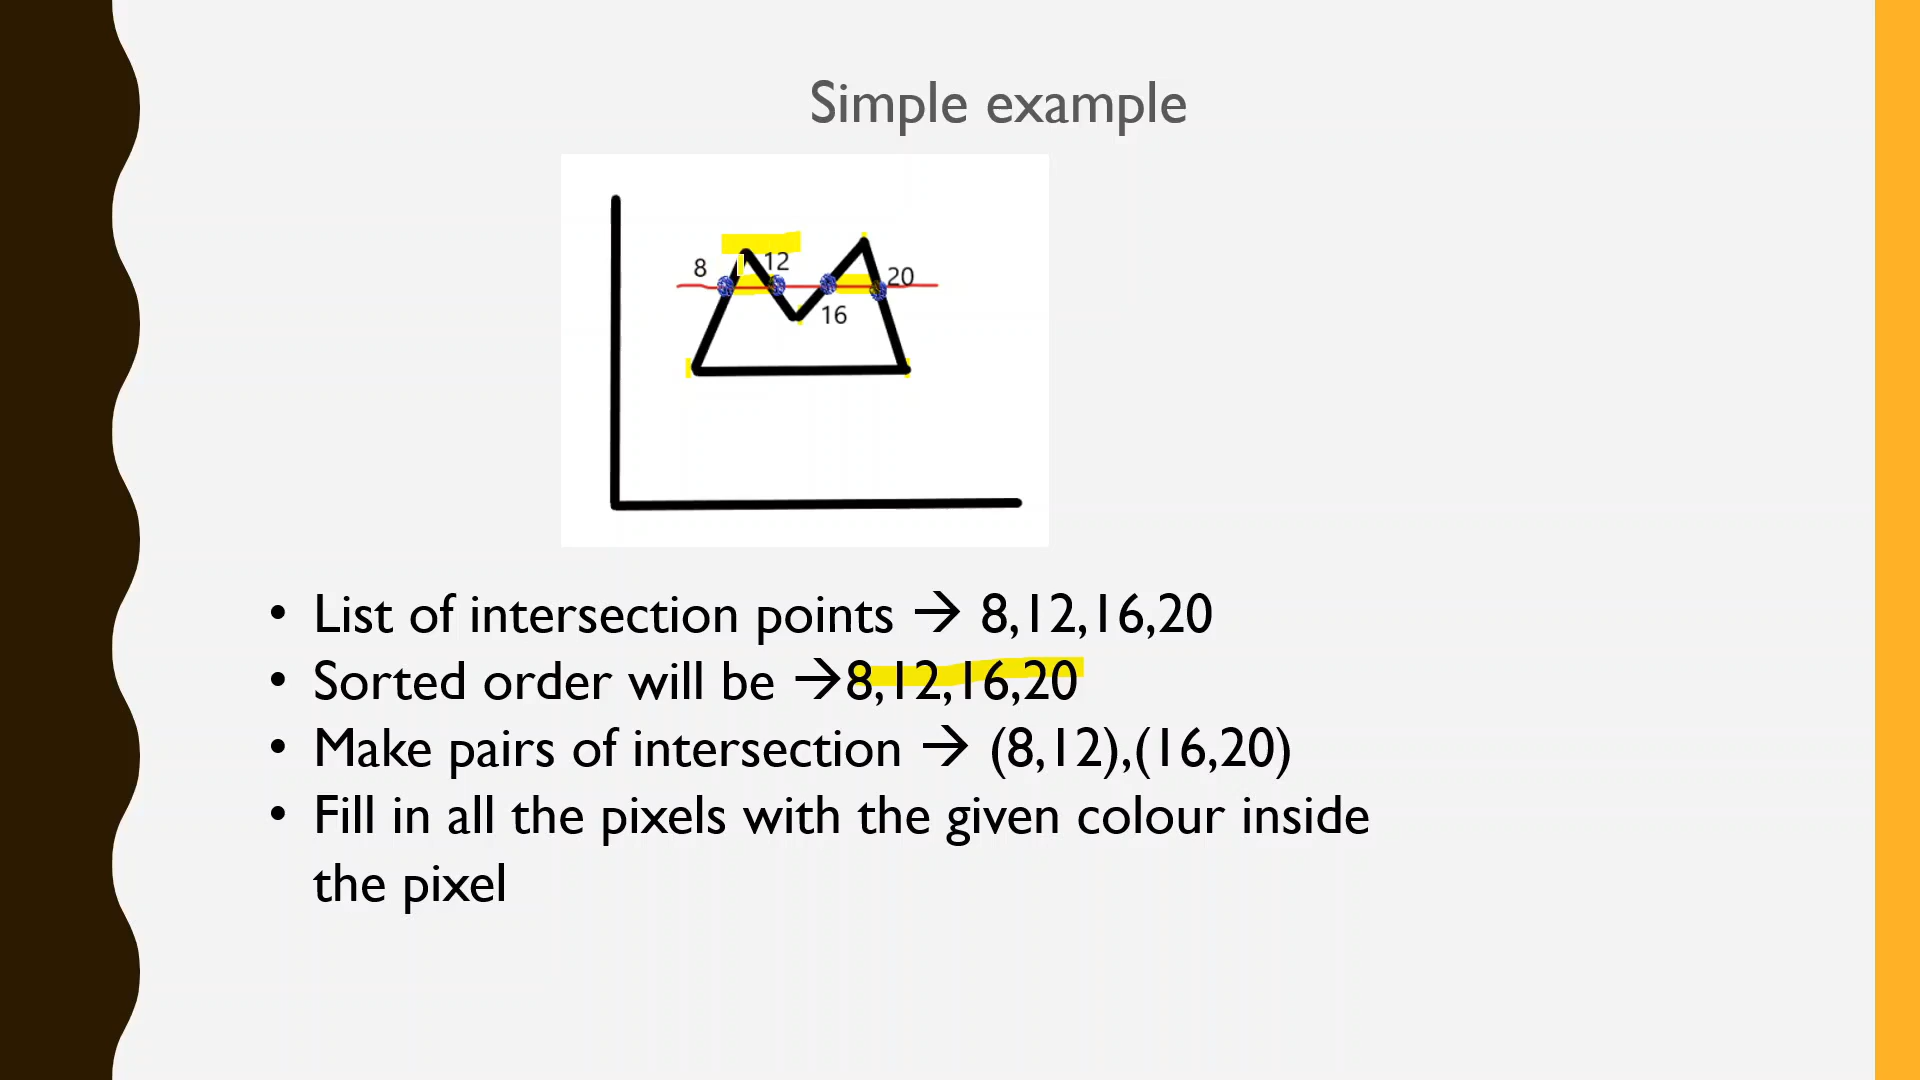 Simple example
8
12
20
16
• List of intersection points → 8,12,16,20
• Sorted order will be →8,12,16,20
• Make pairs of intersection → (8,12),(16,20)
• Fill in all the pixels with the given colour inside
the pixel